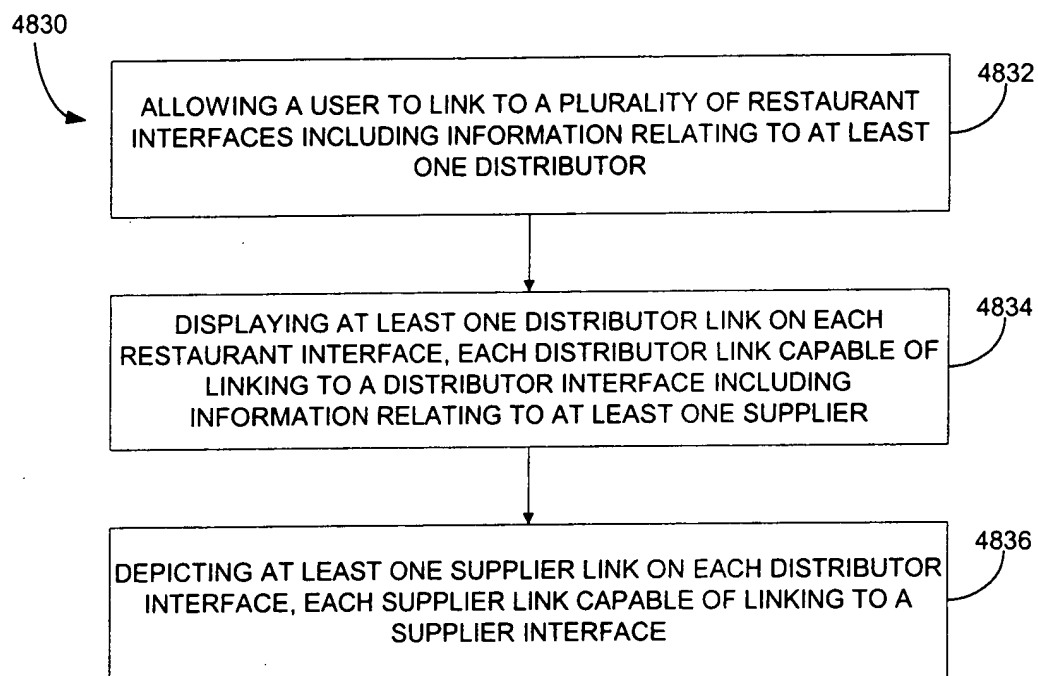 4830
4832
ALLOWING A USER TO LINK TO A PLURALITY OF RESTAURANT
INTERFACES INCLUDING INFORMATION RELATING TO AT LEAST
ONE DISTRIBUTOR
4834
DISPLAYING AT LEAST ONE DISTRIBUTOR LINK ON EACH
RESTAURANT INTERFACE, EACH DISTRIBUTOR LINK CAPABLE OF
LINKING TO A DISTRIBUTOR INTERFACE INCLUDING
INFORMATION RELATING TO AT LEAST ONE SUPPLIER
4836
DEPICTING AT LEAST ONE SUPPLIER LINK ON EACH DISTRIBUTOR
INTERFACE, EACH SUPPLIER LINK CAPABLE OF LINKING TO A
SUPPLIER INTERFACE